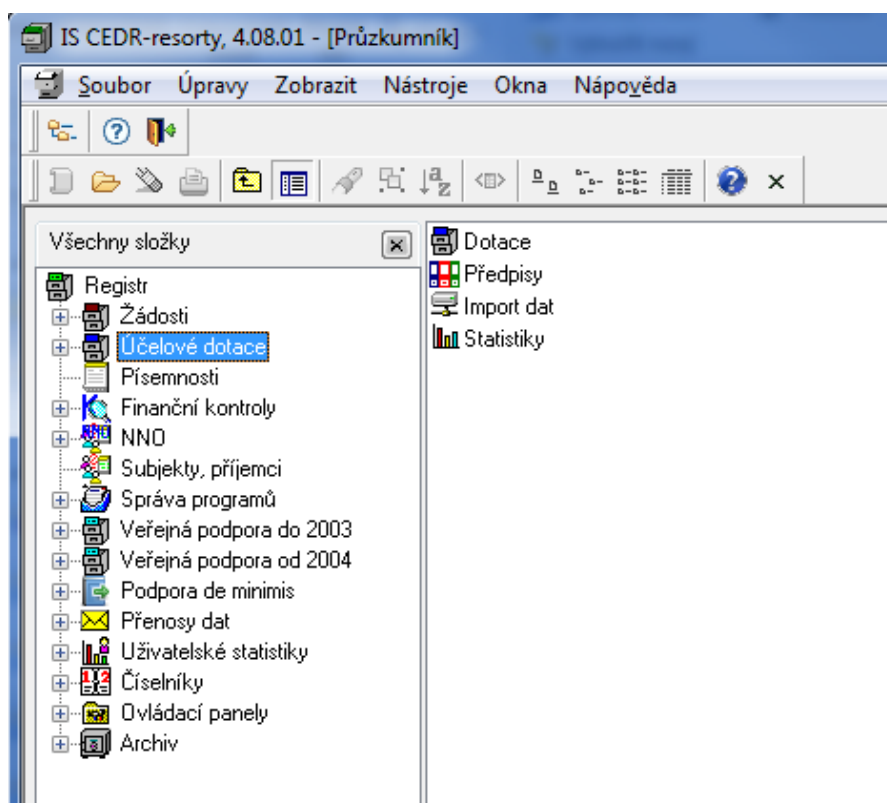 IS CEDR-resorty, 4.08.01 - [Průzkumník]
Soubor Úpravy Zobrazit Nástroje Okna Nápověda
Všechny složky
Registr
Žádosti
Účelové dotace
Písemnosti
Finanční kontroly
NNO
Subjekty, příjemci
Správa programů
Veřejná podpora do 2003
Veřejná podpora od 2004
Podpora de minimis
Přenosy dat
Uživatelské statistiky
Číselníky
Ovládací panely
Archiv
Dotace
Předpisy
Import dat
Statistiky